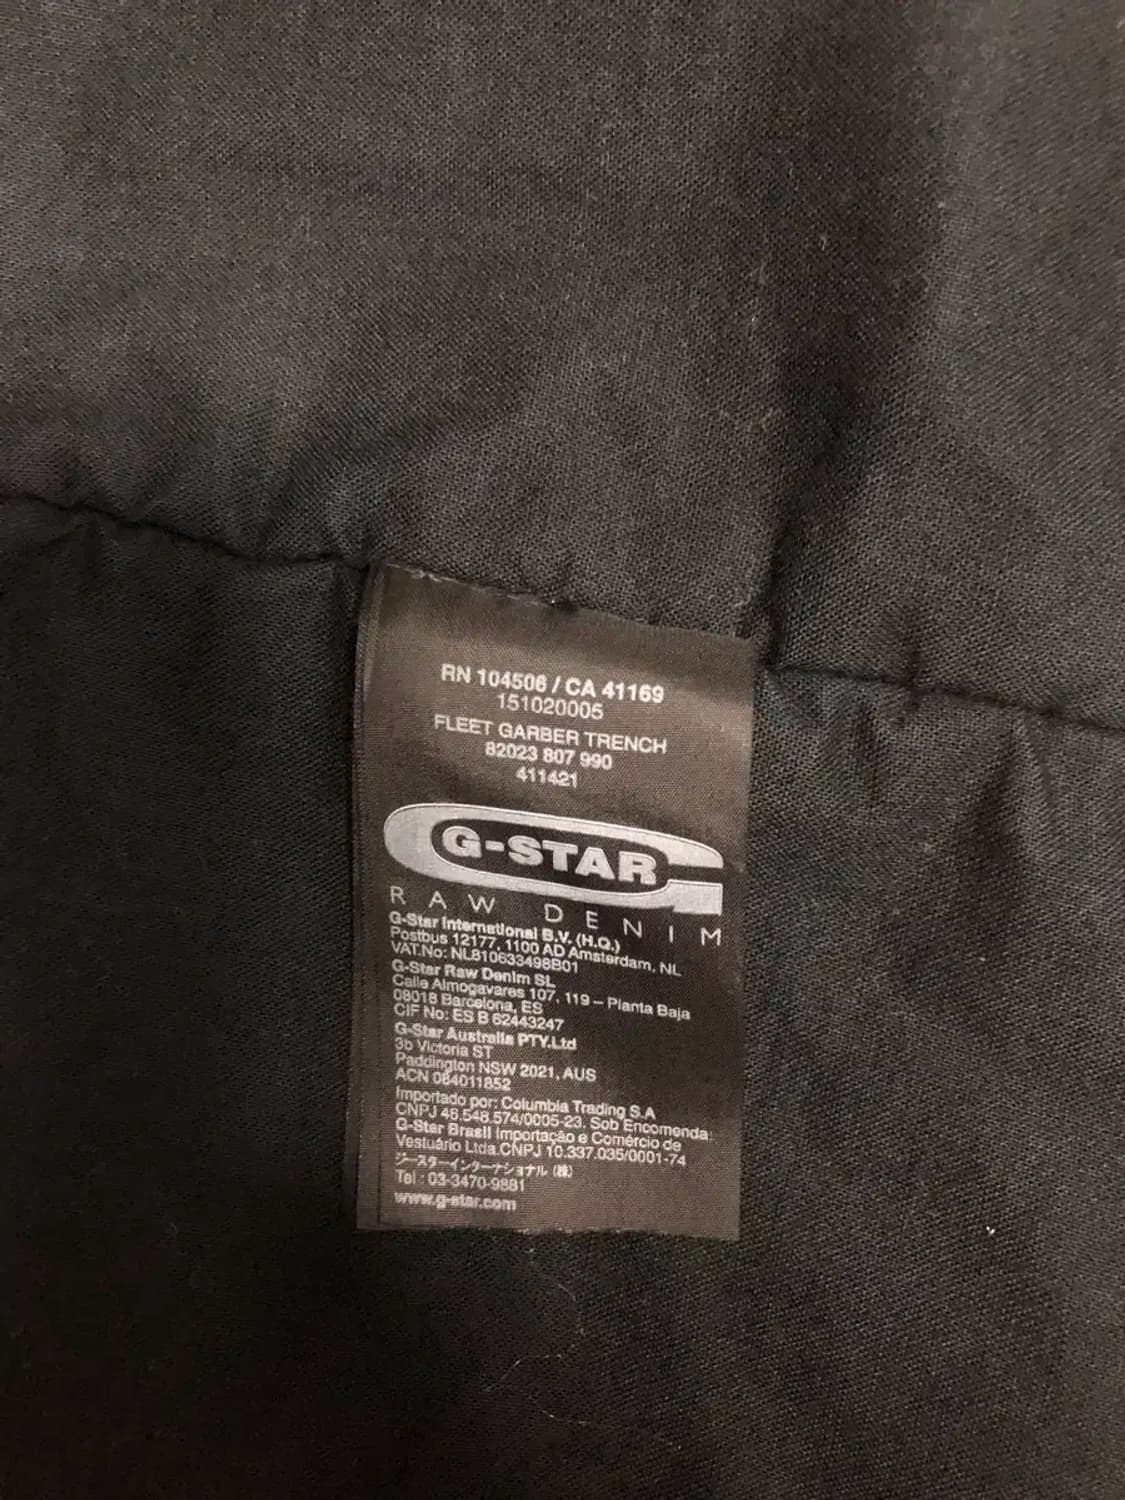 RN 104506 / CA 41169
151020005
FLEET GARBER TRENCH
82023 807 990
411421
G-STAR
RAW DENIM
G-Star International B.V. (H.Q.)
Postbus 12177, 1100 AD Amsterdam, NL
VAT.No: NL810633498B01
G-Star Raw Denim SL
Calle Almogavares 107, 119 – Planta Baja
08018 Barcelona, ES
CIF No: ES B 62443247
G-Star Australia PTY.Ltd
3b Victoria ST
Paddington NSW 2021, AUS
ACN 084011852
Importado por: Columbia Trading S.A
CNPJ 46.548.574/0005-23. Sob Encomenda
G-Star Brasil Importação e Comércio de
Vestuário Ltda.CNPJ 10.337.035/0001-74
ジースターインターナショナル (株)
Tel : 03-3470-9881
www.g-star.com